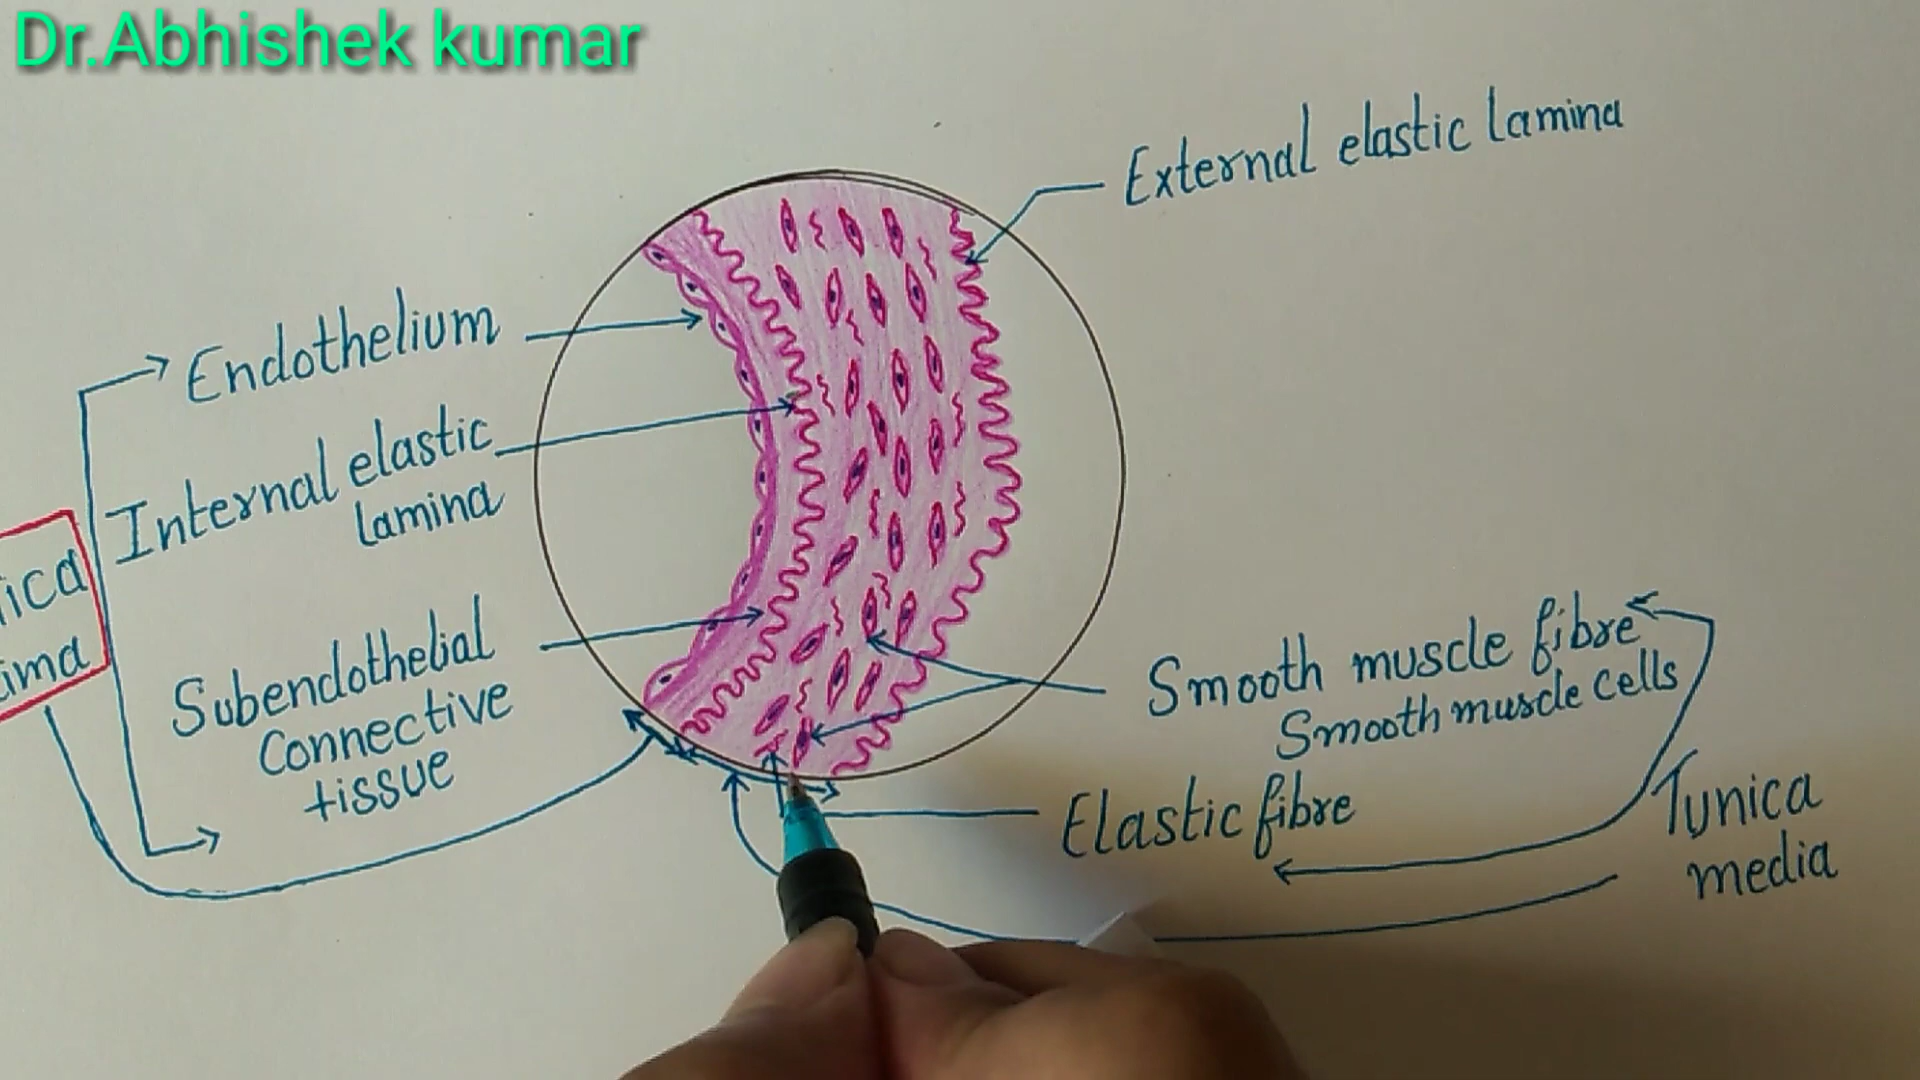 Dr.Abhishek kumar
External elastic lamina
Endothelium
Internal elastic
lamina
Subendothelial
Connective
tissue
Smooth muscle fibre
Smooth muscle cells
Elastic fibre
Tunica
media